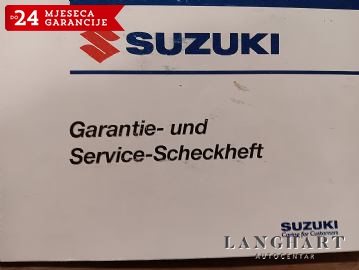 DO 24 MJESECA
GARANCIJE
SUZUKI
Garantie- und
Service-Scheckheft
SUZUKI
Caring for Customers
LANGHART
AUTOCENTAR